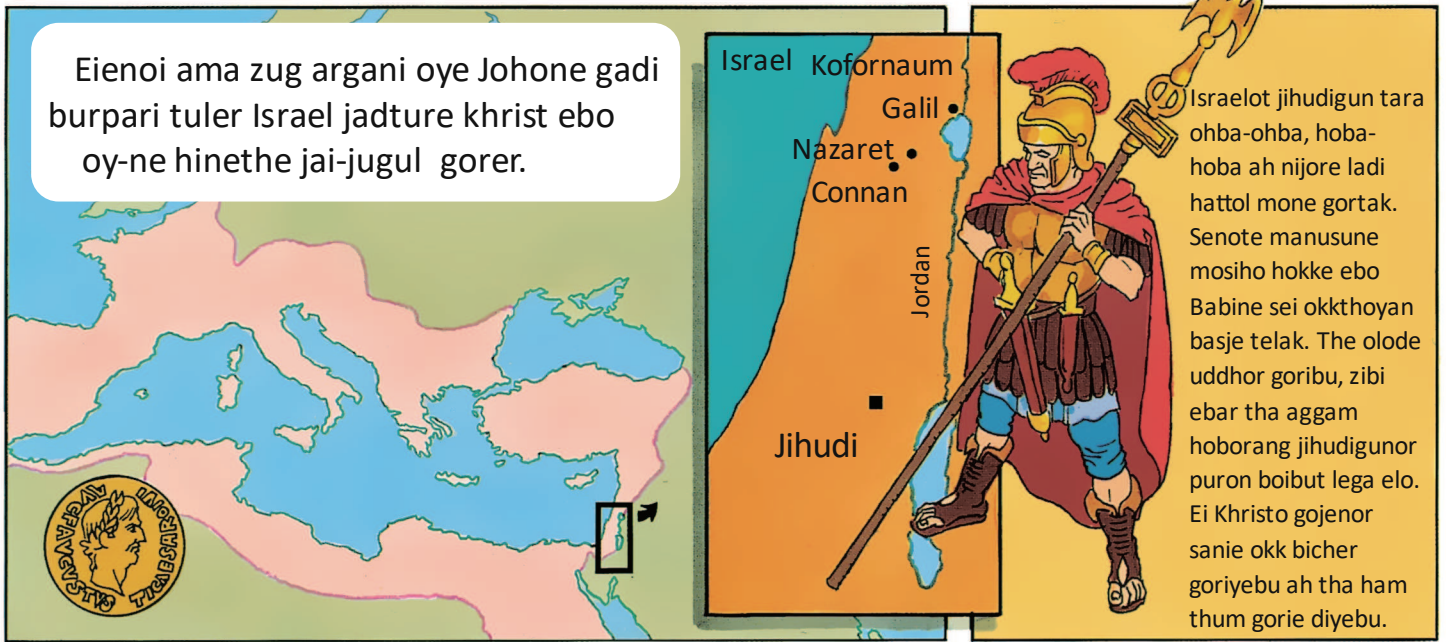 Eienoi ama zug argani oye Johone gadi
burpari tuler Israel jadture khrist ebo
oy-ne hinethe jai-jugul gorer.
Israel
Kofornaum
Galil
Nazaret
Connan
Jordan
Jihudi
Israelot jihudigun tara
ohba-ohba, hoba-
hoba ah nijore ladi
hattol mone gortak.
Senote manusune
mosiho hokke ebo
Babine sei okkthoyan
basje telak. The olode
uddhor goribu, zibi
ebar tha aggam
hoborang jihudigunor
puron boibut lega elo.
Ei Khristo gojenor
sanie okk bicher
goriyebu ah tha ham
thum gorie diyebu.